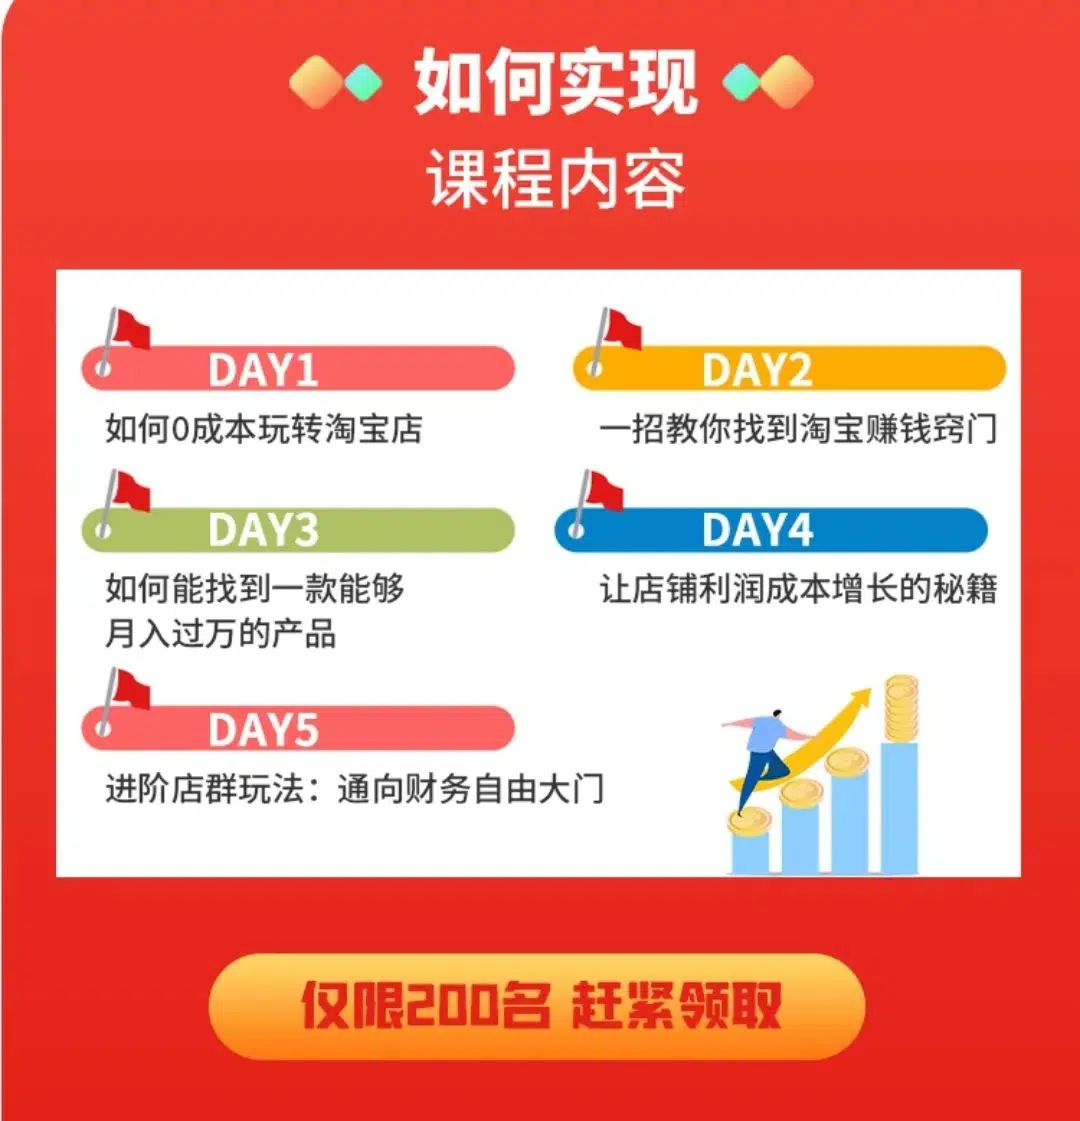 如何实现
课程内容
DAY1
如何0成本玩转淘宝店
DAY2
一招教你找到淘宝赚钱窍门
DAY3
如何能找到一款能够
月入过万的产品
DAY4
让店铺利润成本增长的秘籍
DAY5
进阶店群玩法：通向财务自由大门
仅限200名 赶紧领取